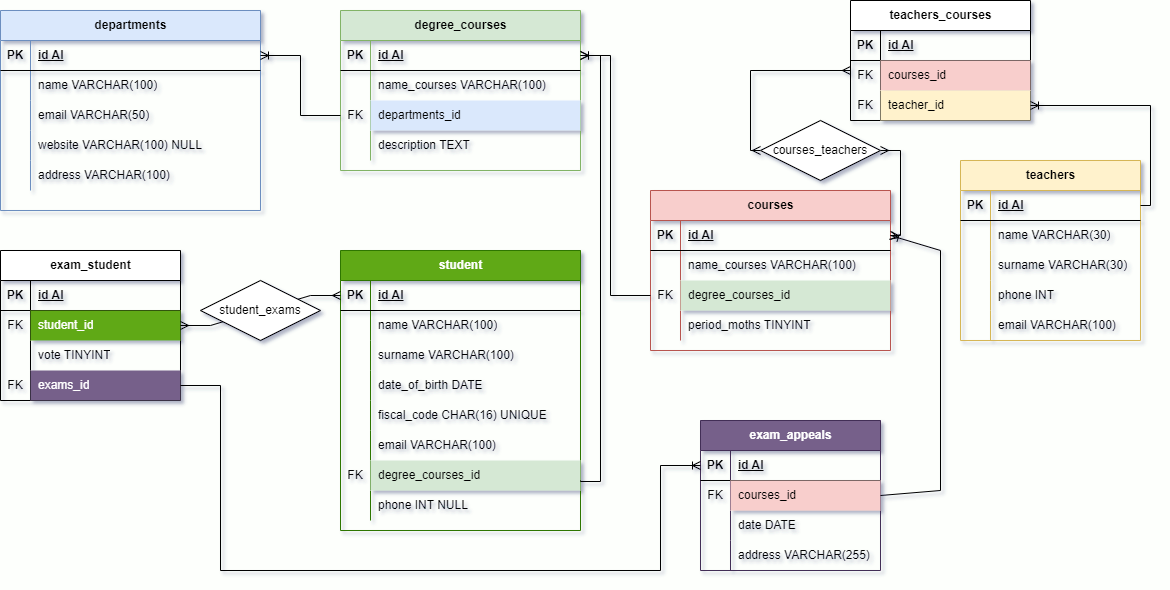 departments
PK id AI
name VARCHAR(100)
email VARCHAR(50)
website VARCHAR(100) NULL
address VARCHAR(100)
degree_courses
PK id AI
name_courses VARCHAR(100)
FK departments_id
description TEXT
teachers_courses
PK id AI
FK courses_id
FK teacher_id
courses_teachers
teachers
PK id AI
name VARCHAR(30)
surname VARCHAR(30)
phone INT
email VARCHAR(100)
courses
PK id AI
name_courses VARCHAR(100)
FK degree_courses_id
period_moths TINYINT
exam_student
PK id AI
FK student_id
vote TINYINT
FK exams_id
student_exams
student
PK id AI
name VARCHAR(100)
surname VARCHAR(100)
date_of_birth DATE
fiscal_code CHAR(16) UNIQUE
email VARCHAR(100)
FK degree_courses_id
phone INT NULL
exam_appeals
PK id AI
FK courses_id
date DATE
address VARCHAR(255)